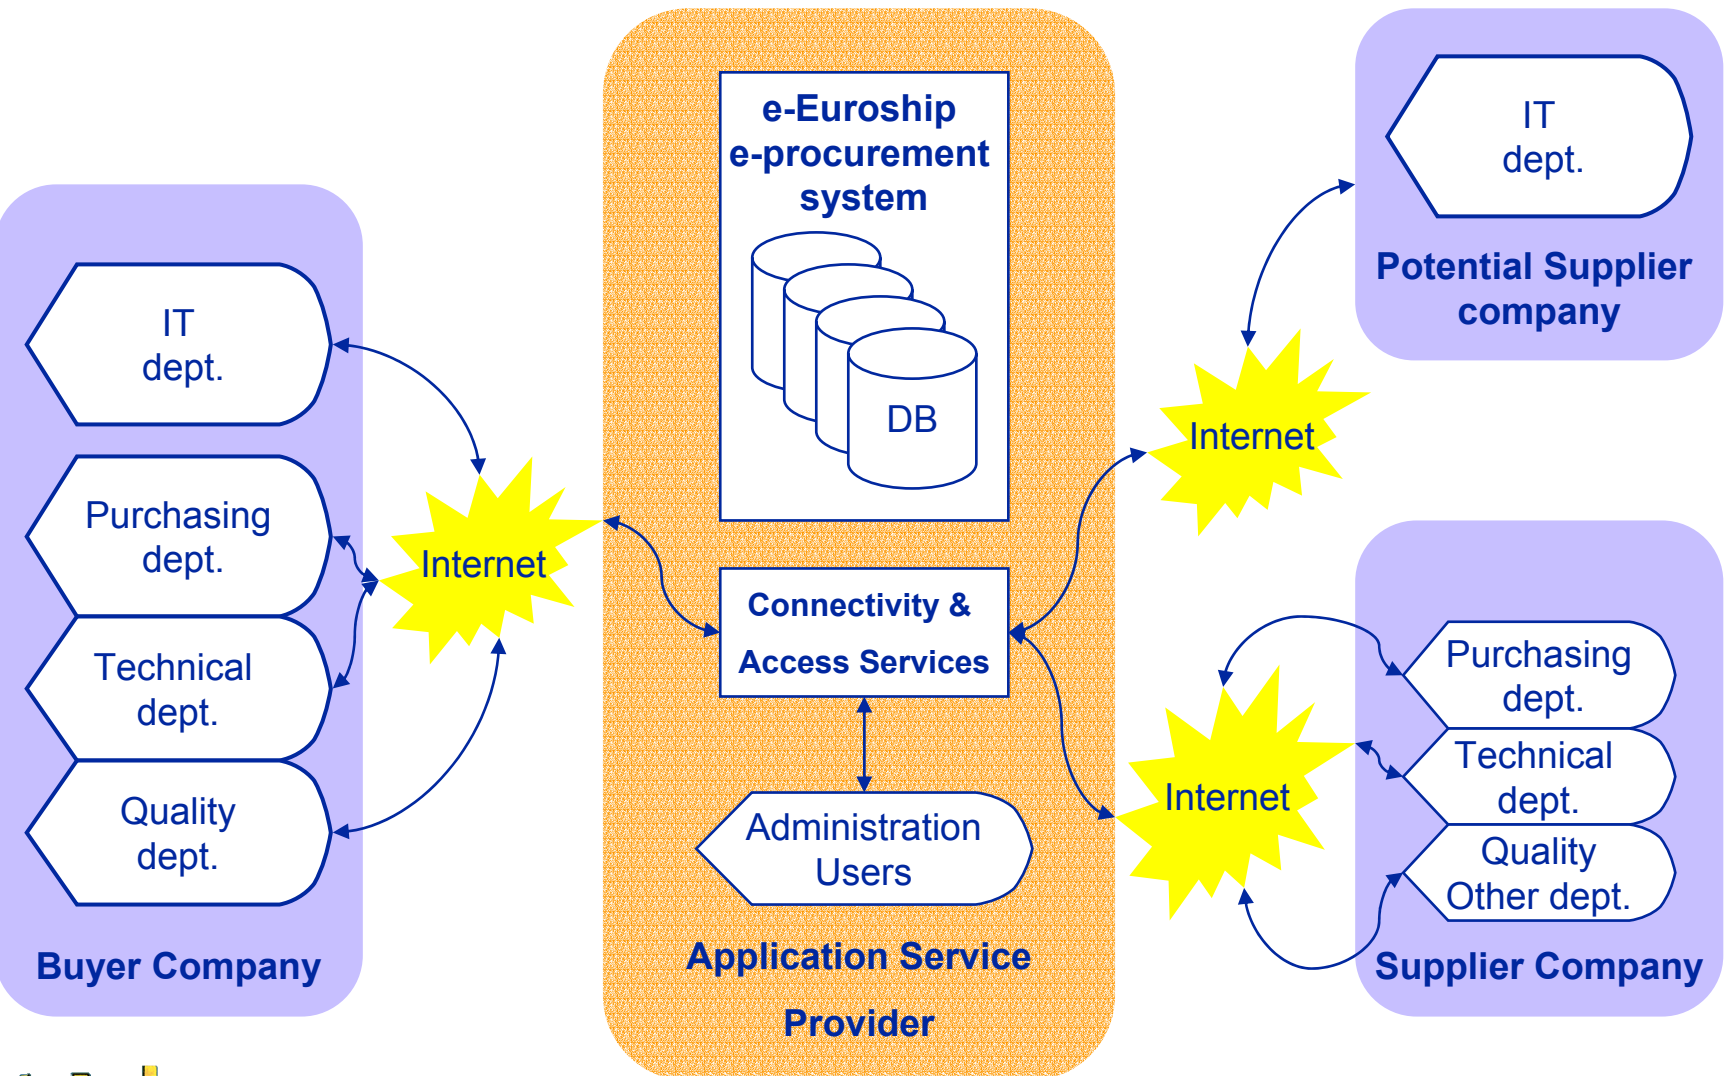 IT
dept.
Purchasing
dept.
Technical
dept.
Quality
dept.
Buyer Company
Internet
e-Euroship
e-procurement
system
DB
Connectivity &
Access Services
Administration
Users
Application Service
Provider
Internet
IT
dept.
Potential Supplier
company
Internet
Purchasing
dept.
Technical
dept.
Quality
Other dept.
Supplier Company